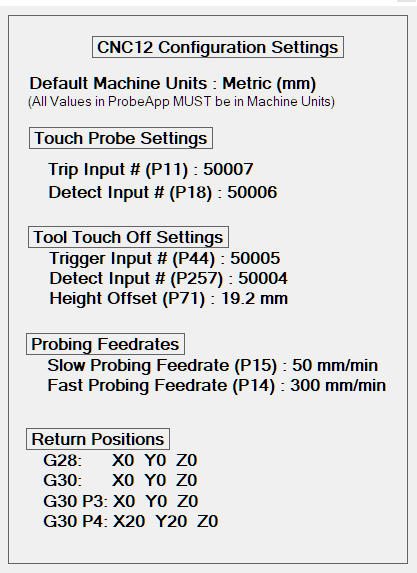 CNC12 Configuration Settings
Default Machine Units : Metric (mm)
(All Values in ProbeApp MUST be in Machine Units)
Touch Probe Settings
Trip Input # (P11) : 50007
Detect Input # (P18) : 50006
Tool Touch Off Settings
Trigger Input # (P44) : 50005
Detect Input # (P257) : 50004
Height Offset (P71) : 19.2 mm
Probing Feedrates
Slow Probing Feedrate (P15) : 50 mm/min
Fast Probing Feedrate (P14) : 300 mm/min
Return Positions
G28: X0 Y0 Z0
G30: X0 Y0 Z0
G30 P3: X0 Y0 Z0
G30 P4: X20 Y20 Z0